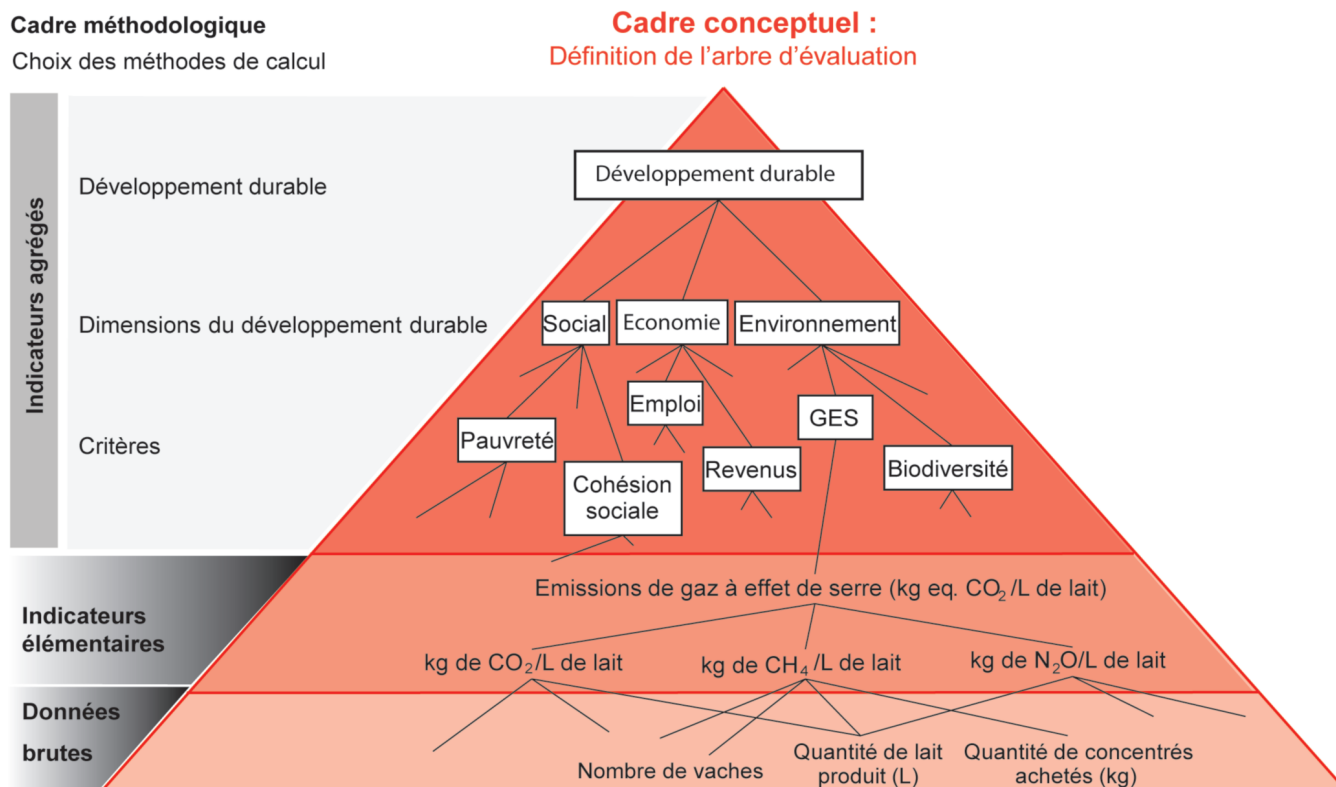 Cadre méthodologique
Choix des méthodes de calcul
Cadre conceptuel :
Définition de l'arbre d'évaluation
Indicateurs agrégés
Développement durable
Développement durable
Dimensions du développement durable
Social
Economie
Environnement
Critères
Pauvreté
Emploi
GES
Cohésion
sociale
Revenus
Biodiversité
Indicateurs
élémentaires
Emissions de gaz à effet de serre (kg eq. CO₂/L de lait)
kg de CO₂/L de lait
kg de CH₄/L de lait
kg de N₂O/L de lait
Données
brutes
Nombre de vaches
Quantité de lait
produit (L)
Quantité de concentrés
achetés (kg)